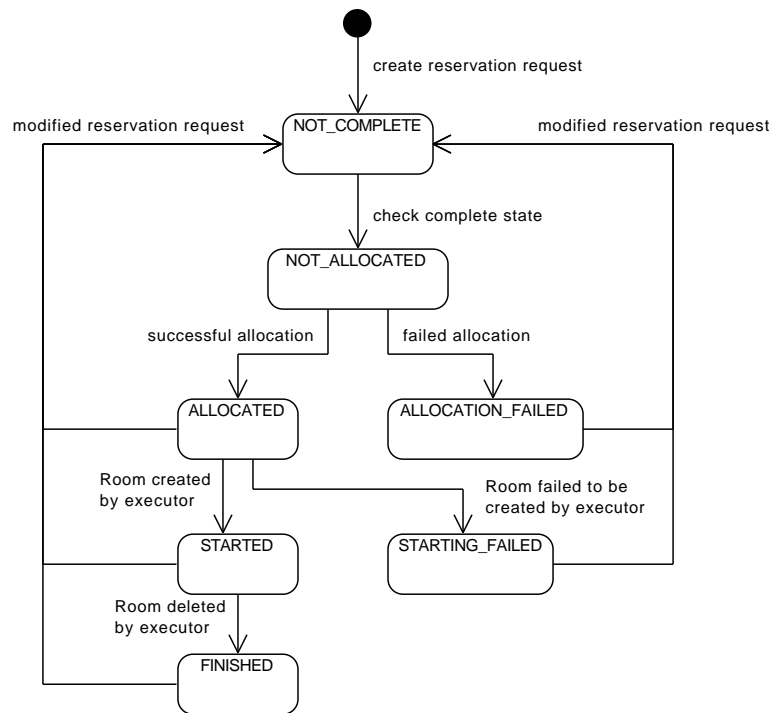 create reservation request
modified reservation request
NOT_COMPLETE
modified reservation request
check complete state
NOT_ALLOCATED
successful allocation
failed allocation
ALLOCATED
ALLOCATION_FAILED
Room created
by executor
Room failed to be
created by executor
STARTED
STARTING_FAILED
Room deleted
by executor
FINISHED